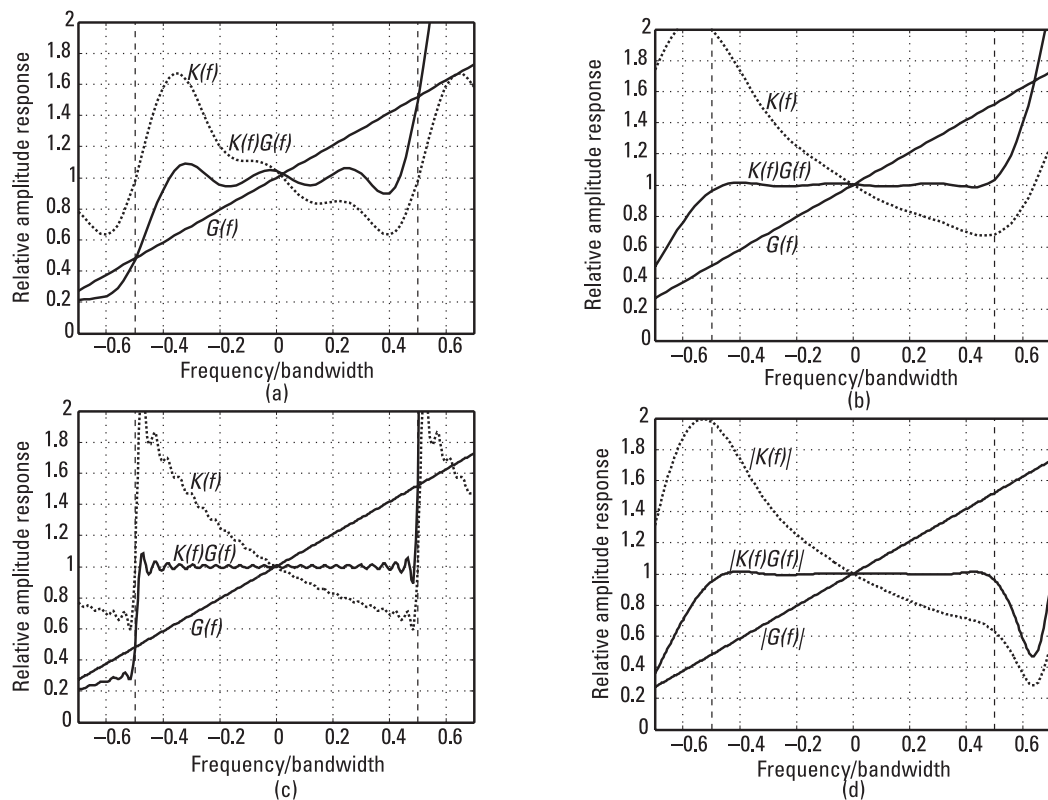 2
1.8
1.6
1.4
1.2
1
0.8
0.6
0.4
0.2
0
Relative amplitude response
K(f)
K(f)G(f)
G(f)
−0.6 −0.4 −0.2 0 0.2 0.4 0.6
Frequency/bandwidth
(a)
2
1.8
1.6
1.4
1.2
1
0.8
0.6
0.4
0.2
0
Relative amplitude response
K(f)
K(f)G(f)
G(f)
−0.6 −0.4 −0.2 0 0.2 0.4 0.6
Frequency/bandwidth
(b)
2
1.8
1.6
1.4
1.2
1
0.8
0.6
0.4
0.2
0
Relative amplitude response
K(f)
K(f)G(f)
G(f)
−0.6 −0.4 −0.2 0 0.2 0.4 0.6
Frequency/bandwidth
(c)
2
1.8
1.6
1.4
1.2
1
0.8
0.6
0.4
0.2
0
Relative amplitude response
|K(f)|
|K(f)G(f)|
|G(f)|
−0.6 −0.4 −0.2 0 0.2 0.4 0.6
Frequency/bandwidth
(d)